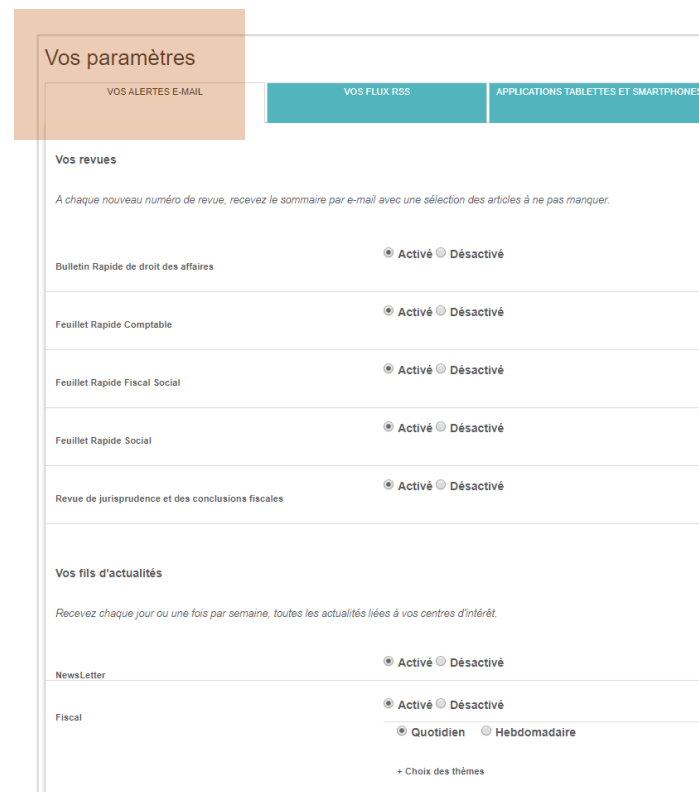 Vos paramètres
VOS ALERTES E-MAIL VOS FLUX RSS APPLICATIONS TABLETTES ET SMARTPHONES
Vos revues
A chaque nouveau numéro de revue, recevez le sommaire par e-mail avec une sélection des articles à ne pas manquer.
Activé Désactivé
Bulletin Rapide de droit des affaires
Activé Désactivé
Feuillet Rapide Comptable
Activé Désactivé
Feuillet Rapide Fiscal Social
Activé Désactivé
Feuillet Rapide Social
Activé Désactivé
Revue de jurisprudence et des conclusions fiscales
Vos fils d'actualités
Recevez chaque jour ou une fois par semaine, toutes les actualités liées à vos centres d'intérêt.
Activé Désactivé
NewsLetter
Activé Désactivé
Fiscal
Quotidien Hebdomadaire
+ Choix des thèmes